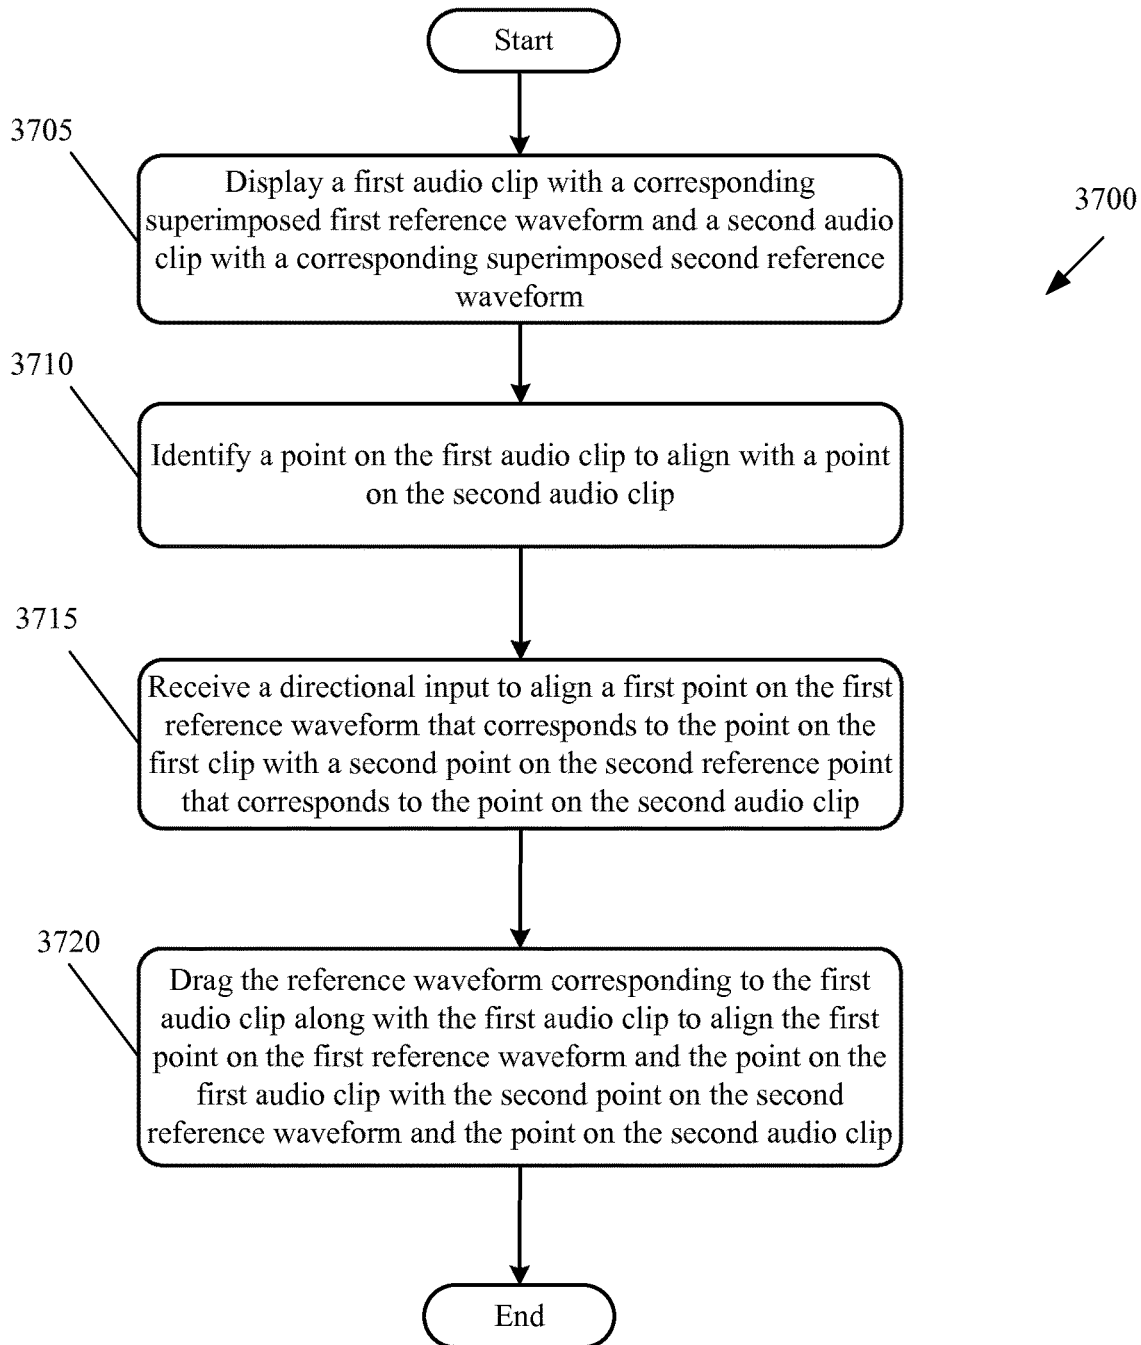 Start
3705
Display a first audio clip with a corresponding
superimposed first reference waveform and a second audio
clip with a corresponding superimposed second reference
waveform
3700
3710
Identify a point on the first audio clip to align with a point
on the second audio clip
3715
Receive a directional input to align a first point on the first
reference waveform that corresponds to the point on the
first clip with a second point on the second reference point
that corresponds to the point on the second audio clip
3720
Drag the reference waveform corresponding to the first
audio clip along with the first audio clip to align the first
point on the first reference waveform and the point on the
first audio clip with the second point on the second
reference waveform and the point on the second audio clip
End